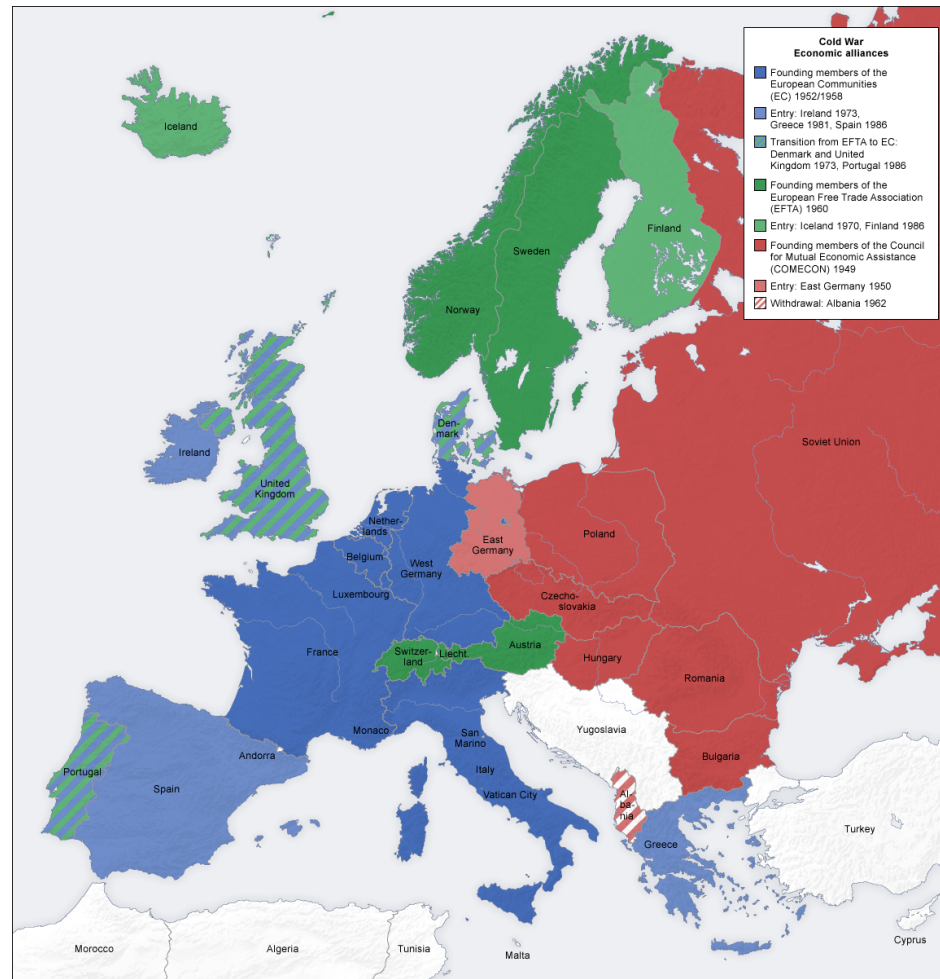 Cold War
Economic alliances
Founding members of the
European Communities
(EC) 1952/1958
Entry: Ireland 1973,
Greece 1981, Spain 1986
Transition from EFTA to EC:
Denmark and United
Kingdom 1973, Portugal 1986
Founding members of the
European Free Trade Association
(EFTA) 1960
Entry: Iceland 1970, Finland 1986
Founding members of the Council
for Mutual Economic Assistance
(COMECON) 1949
Entry: East Germany 1950
Withdrawal: Albania 1962
Iceland
Finland
Sweden
Norway
Den-
mark
Soviet Union
Ireland
United
Kingdom
Nether-
lands
Belgium
West
Germany
East
Germany
Poland
Luxembourg
Czecho-
slovakia
France
Switzer-
land
Liecht.
Austria
Hungary
Romania
Monaco
San
Marino
Yugoslavia
Andorra
Bulgaria
Portugal
Spain
Italy
Vatican City
Al-
ba-
nia
Greece
Turkey
Morocco
Algeria
Tunisia
Malta
Cyprus